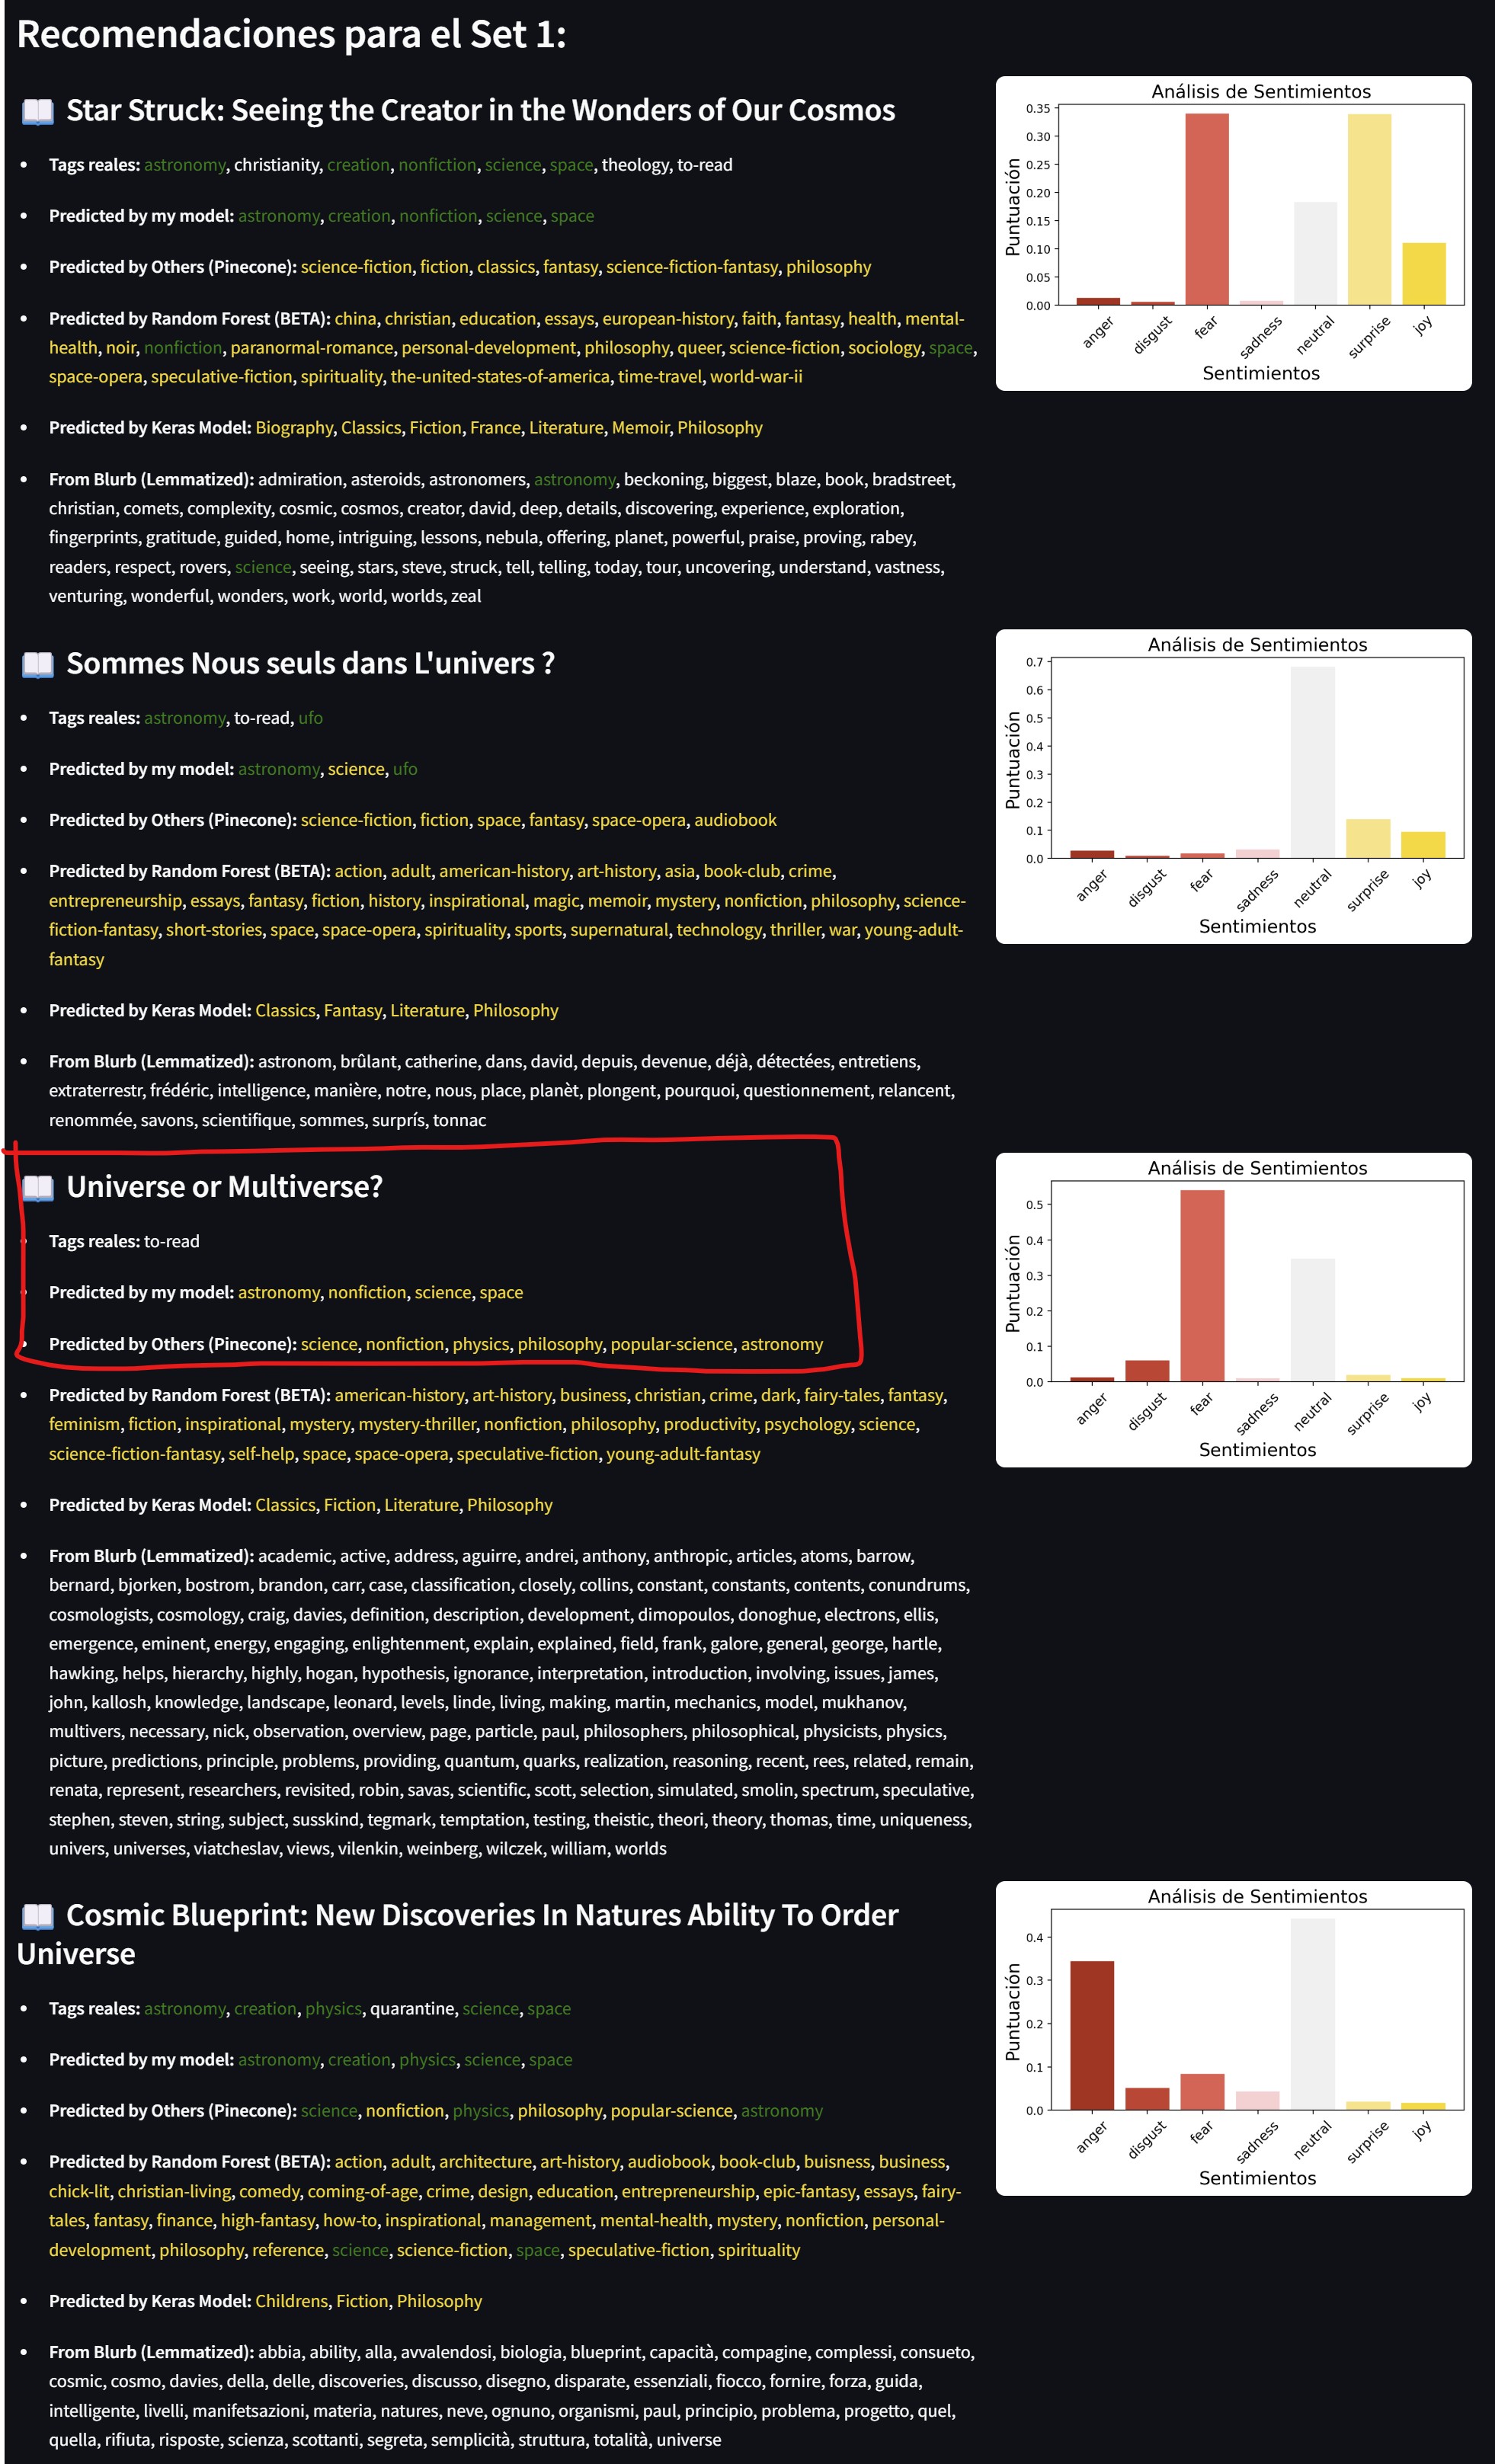 Recomendaciones para el Set 1:
Star Struck: Seeing the Creator in the Wonders of Our Cosmos
Tags reales: astronomy, christianity, creation, nonfiction, science, space, theology, to-read
Predicted by my model: astronomy, creation, nonfiction, science, space
Predicted by Others (Pinecone): science-fiction, fiction, classics, fantasy, science-fiction-fantasy, philosophy
Predicted by Random Forest (BETA): china, christian, education, essays, european-history, faith, fantasy, health, mental-
health, noir, nonfiction, paranormal-romance, personal-development, philosophy, queer, science-fiction, sociology, space,
space-opera, speculative-fiction, spirituality, the-united-states-of-america, time-travel, world-war-ii
Predicted by Keras Model: Biography, Classics, Fiction, France, Literature, Memoir, Philosophy
From Blurb (Lemmatized): admiration, asteroids, astronomers, astronomy, beckoning, biggest, blaze, book, bradstreet,
christian, comets, complexity, cosmic, cosmos, creator, david, deep, details, discovering, experience, exploration,
fingerprints, gratitude, guided, home, intriguing, lessons, nebula, offering, planet, powerful, praise, proving, rabey,
readers, respect, rovers, science, seeing, stars, steve, struck, tell, telling, today, tour, uncovering, understand, vastness,
venturing, wonderful, wonders, work, world, worlds, zeal
Análisis de Sentimientos
Puntuación
0.35
0.30
0.25
0.20
0.15
0.10
0.05
0.00
anger disgust fear sadness neutral surprise joy
Sentimientos
Sommes Nous seuls dans L'univers ?
Tags reales: astronomy, to-read, ufo
Predicted by my model: astronomy, science, ufo
Predicted by Others (Pinecone): science-fiction, fiction, space, fantasy, space-opera, audiobook
Predicted by Random Forest (BETA): action, adult, american-history, art-history, asia, book-club, crime,
entrepreneurship, essays, fantasy, fiction, history, inspirational, magic, memoir, mystery, nonfiction, philosophy, science-
fiction-fantasy, short-stories, space, space-opera, spirituality, sports, supernatural, technology, thriller, war, young-adult-
fantasy
Predicted by Keras Model: Classics, Fantasy, Literature, Philosophy
From Blurb (Lemmatized): astronom, brûlant, catherine, dans, david, depuis, devenue, déjà, détectées, entretiens,
extraterrestr, frédéric, intelligence, manière, notre, nous, place, planèt, plongent, pourquoi, questionnement, relancent,
renommée, savons, scientifique, sommes, surprís, tonnac
Análisis de Sentimientos
Puntuación
0.7
0.6
0.5
0.4
0.3
0.2
0.1
0.0
anger disgust fear sadness neutral surprise joy
Sentimientos
Universe or Multiverse?
Tags reales: to-read
Predicted by my model: astronomy, nonfiction, science, space
Predicted by Others (Pinecone): science, nonfiction, physics, philosophy, popular-science, astronomy
Predicted by Random Forest (BETA): american-history, art-history, business, christian, crime, dark, fairy-tales, fantasy,
feminism, fiction, inspirational, mystery, mystery-thriller, nonfiction, philosophy, productivity, psychology, science,
science-fiction-fantasy, self-help, space, space-opera, speculative-fiction, young-adult-fantasy
Predicted by Keras Model: Classics, Fiction, Literature, Philosophy
From Blurb (Lemmatized): academic, active, address, aguirre, andrei, anthony, anthropic, articles, atoms, barrow,
bernard, bjorken, bostrom, brandon, carr, case, classification, closely, collins, constant, constants, contents, conundrums,
cosmologists, cosmology, craig, davies, definition, description, development, dimopoulos, donoghue, electrons, ellis,
emergence, eminent, energy, engaging, enlightenment, explain, explained, field, frank, galore, general, george, hartle,
hawking, helps, hierarchy, highly, hogan, hypothesis, ignorance, interpretation, introduction, involving, issues, james,
john, kallosh, knowledge, landscape, leonard, levels, linde, living, making, martin, mechanics, model, mukhanov,
multivers, necessary, nick, observation, overview, page, particle, paul, philosophers, philosophical, physicists, physics,
picture, predictions, principle, problems, providing, quantum, quarks, realization, reasoning, recent, rees, related, remain,
renata, represent, researchers, revisited, robin, savas, scientific, scott, selection, simulated, smolin, spectrum, speculative,
stephen, steven, string, subject, susskind, tegmark, temptation, testing, theistic, theori, theory, thomas, time, uniqueness,
univers, universes, viatcheslav, views, vilenkin, weinberg, wilczek, william, worlds
Análisis de Sentimientos
Puntuación
0.5
0.4
0.3
0.2
0.1
0.0
anger disgust fear sadness neutral surprise joy
Sentimientos
Cosmic Blueprint: New Discoveries In Natures Ability To Order
Universe
Tags reales: astronomy, creation, physics, quarantine, science, space
Predicted by my model: astronomy, creation, physics, science, space
Predicted by Others (Pinecone): science, nonfiction, physics, philosophy, popular-science, astronomy
Predicted by Random Forest (BETA): action, adult, architecture, art-history, audiobook, book-club, buisness, business,
chick-lit, christian-living, comedy, coming-of-age, crime, design, education, entrepreneurship, epic-fantasy, essays, fairy-
tales, fantasy, finance, high-fantasy, how-to, inspirational, management, mental-health, mystery, nonfiction, personal-
development, philosophy, reference, science, science-fiction, space, speculative-fiction, spirituality
Predicted by Keras Model: Childrens, Fiction, Philosophy
From Blurb (Lemmatized): abbia, ability, alla, avvalendosi, biologia, blueprint, capacità, compagine, complessi, consueto,
cosmic, cosmo, davies, della, delle, discoveries, discusso, disegno, disparate, essenziali, fiocco, fornire, forza, guida,
intelligente, livelli, manifetsazioni, materia, natures, neve, ognuno, organismi, paul, principio, problema, progetto, quel,
quella, rifiuta, risposte, scienza, scottanti, segreta, semplicità, struttura, totalità, universe
Análisis de Sentimientos
Puntuación
0.4
0.3
0.2
0.1
0.0
anger disgust fear sadness neutral surprise joy
Sentimientos